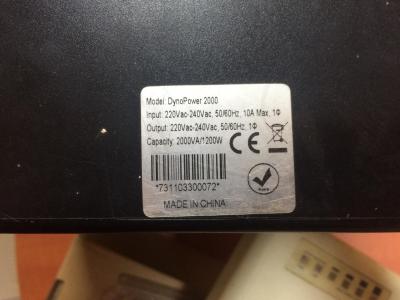 Model: DynoPower 2000
Input: 220Vac-240Vac, 50/60Hz, 10A Max, 1Φ
Output: 220Vac-240Vac, 50/60Hz, 1Φ
Capacity: 2000VA/1200W
CE
*731103300072*
RoHS
MADE IN CHINA